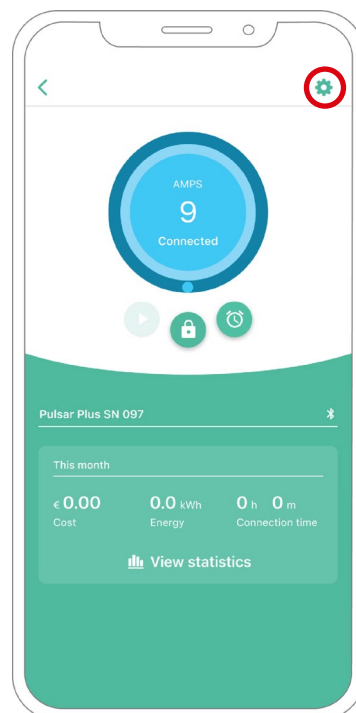 AMPS
9
Connected
Pulsar Plus SN 097
This month
€ 0.00 0.0 kWh 0 h 0 m
Cost Energy Connection time
View statistics